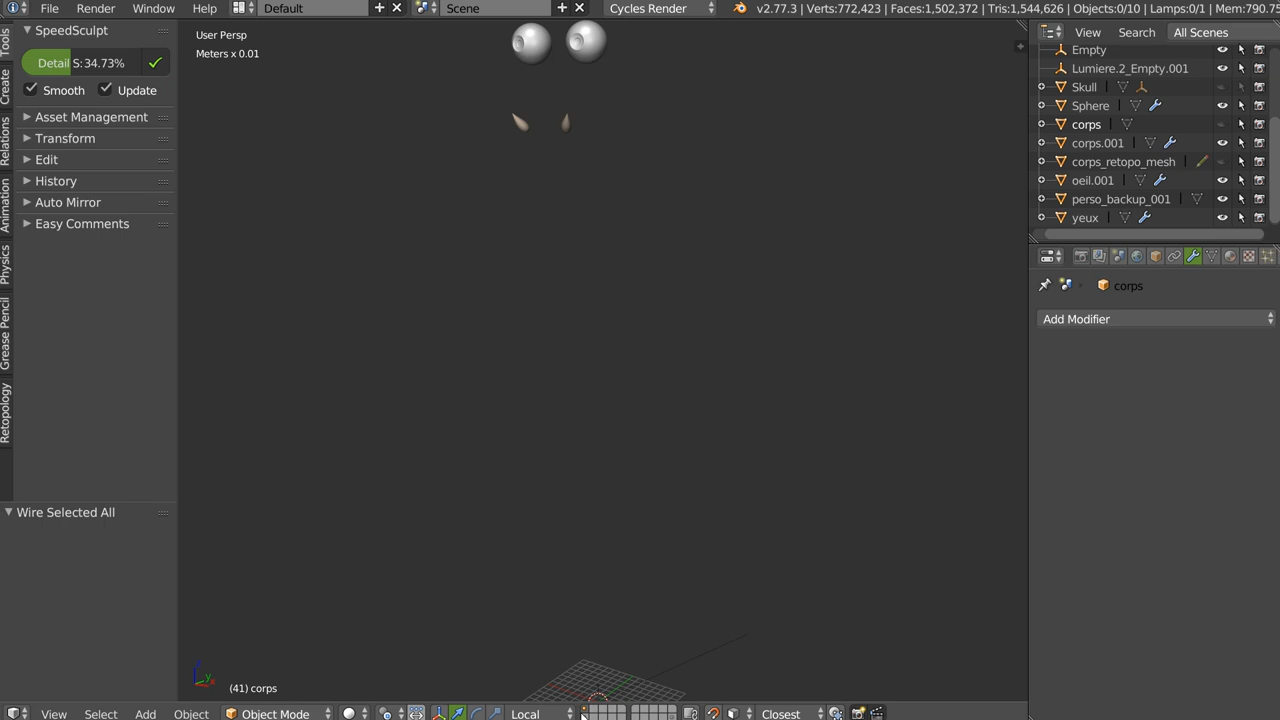 File Render Window Help Default Scene Cycles Render v2.77.3 | Verts:772,423 | Faces:1,502,372 | Tris:1,544,626 | Objects:0/10 | Lamps:0/1 | Mem:790.75
Tools
Create
Relations
Animation
Physics
Grease Pencil
Retopology
SpeedSculpt
Detail S:34.73%
Smooth Update
Asset Management
Transform
Edit
History
Auto Mirror
Easy Comments
Wire Selected All
User Persp
Meters x 0.01
(41) corps
View Search All Scenes
Empty
Lumiere.2_Empty.001
Skull
Sphere
corps
corps.001
corps_retopo_mesh
oeil.001
perso_backup_001
yeux
corps
Add Modifier
View Select Add Object Object Mode Local Closest